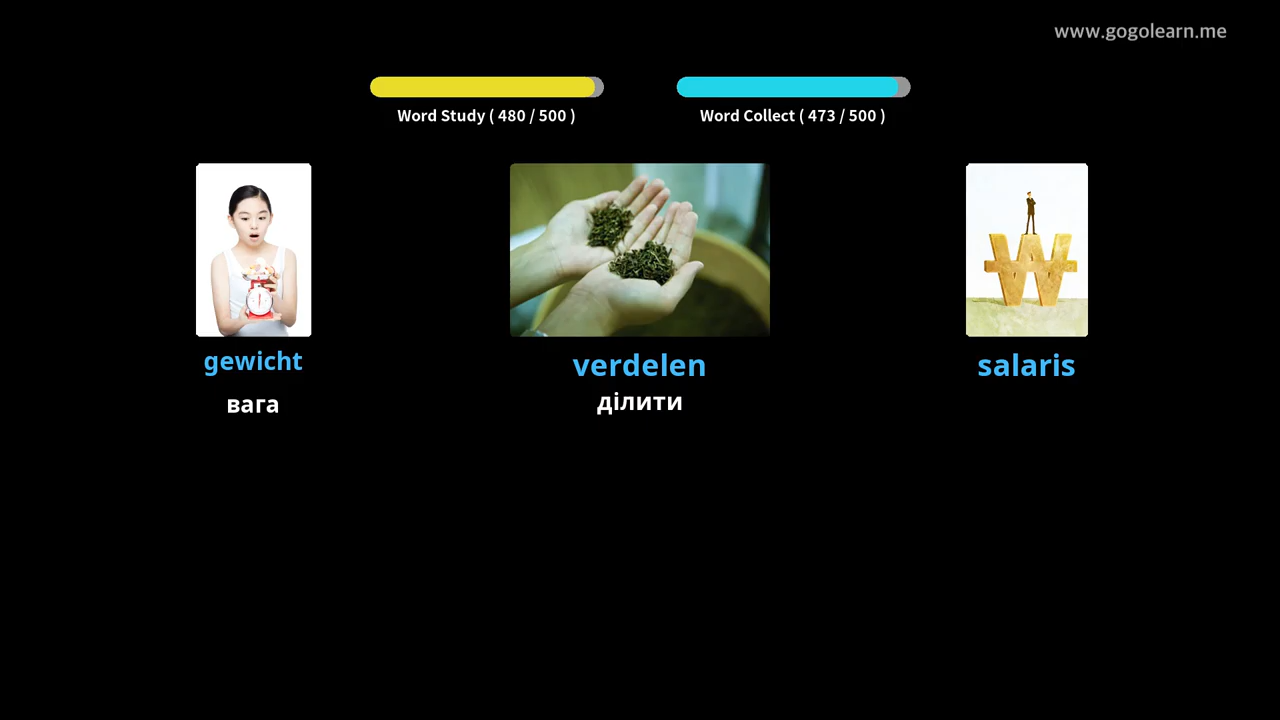 www.gogolearn.me
Word Study ( 480 / 500 )
Word Collect ( 473 / 500 )
gewicht
вага
verdelen
ділити
salaris